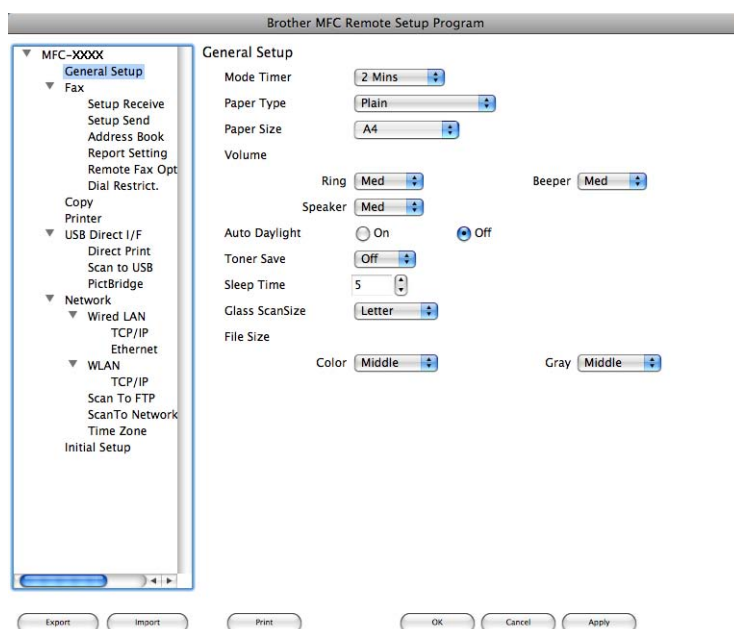 Brother MFC Remote Setup Program
MFC-XXXX
General Setup
Fax
Setup Receive
Setup Send
Address Book
Report Setting
Remote Fax Opt
Dial Restrict.
Copy
Printer
USB Direct I/F
Direct Print
Scan to USB
PictBridge
Network
Wired LAN
TCP/IP
Ethernet
WLAN
TCP/IP
Scan To FTP
ScanTo Network
Time Zone
Initial Setup
General Setup
Mode Timer 2 Mins
Paper Type Plain
Paper Size A4
Volume
Ring Med Beeper Med
Speaker Med
Auto Daylight On Off
Toner Save Off
Sleep Time 5
Glass ScanSize Letter
File Size
Color Middle Gray Middle
Export Import Print OK Cancel Apply